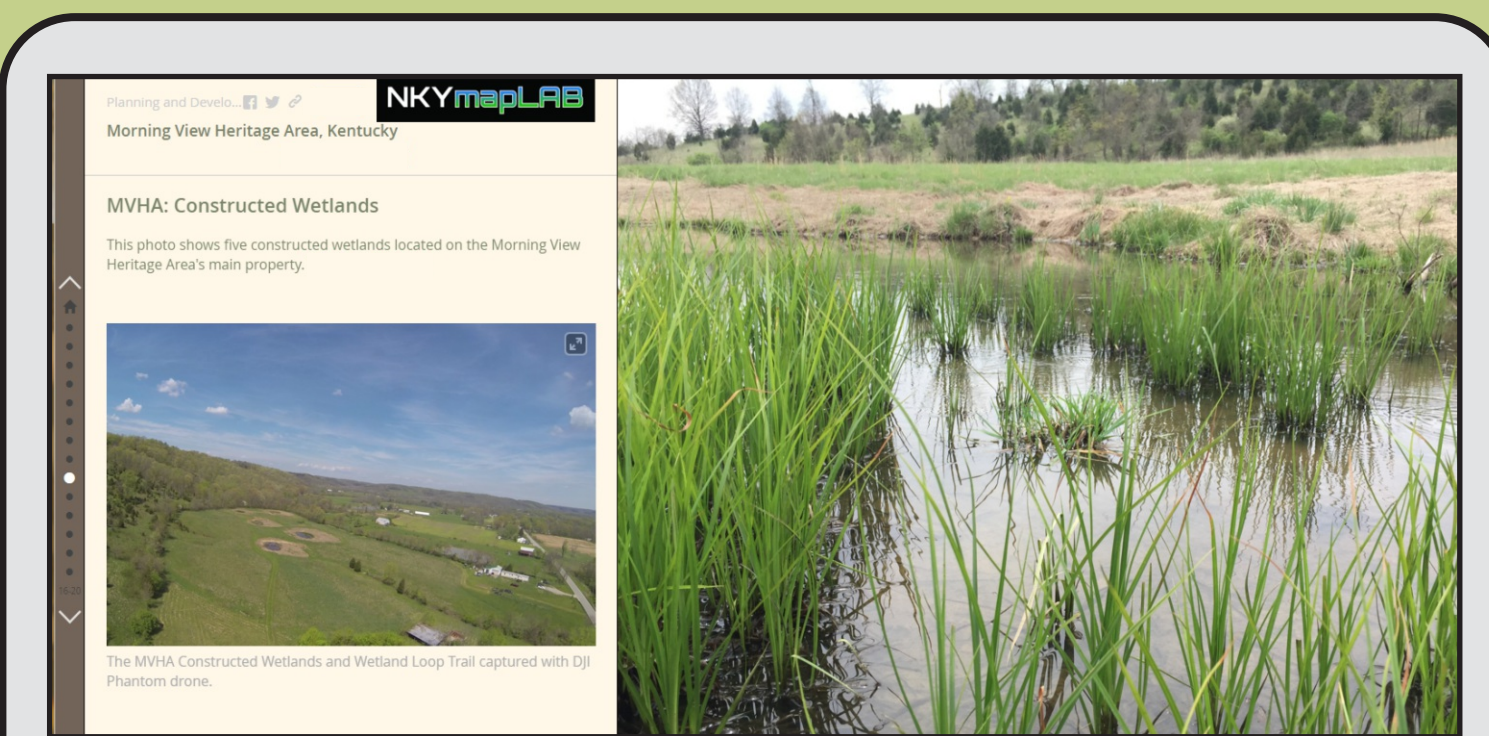 Planning and Develo...
NKYmapLAB
Morning View Heritage Area, Kentucky
MVHA: Constructed Wetlands
This photo shows five constructed wetlands located on the Morning View
Heritage Area's main property.
16-20
The MVHA Constructed Wetlands and Wetland Loop Trail captured with DJI
Phantom drone.